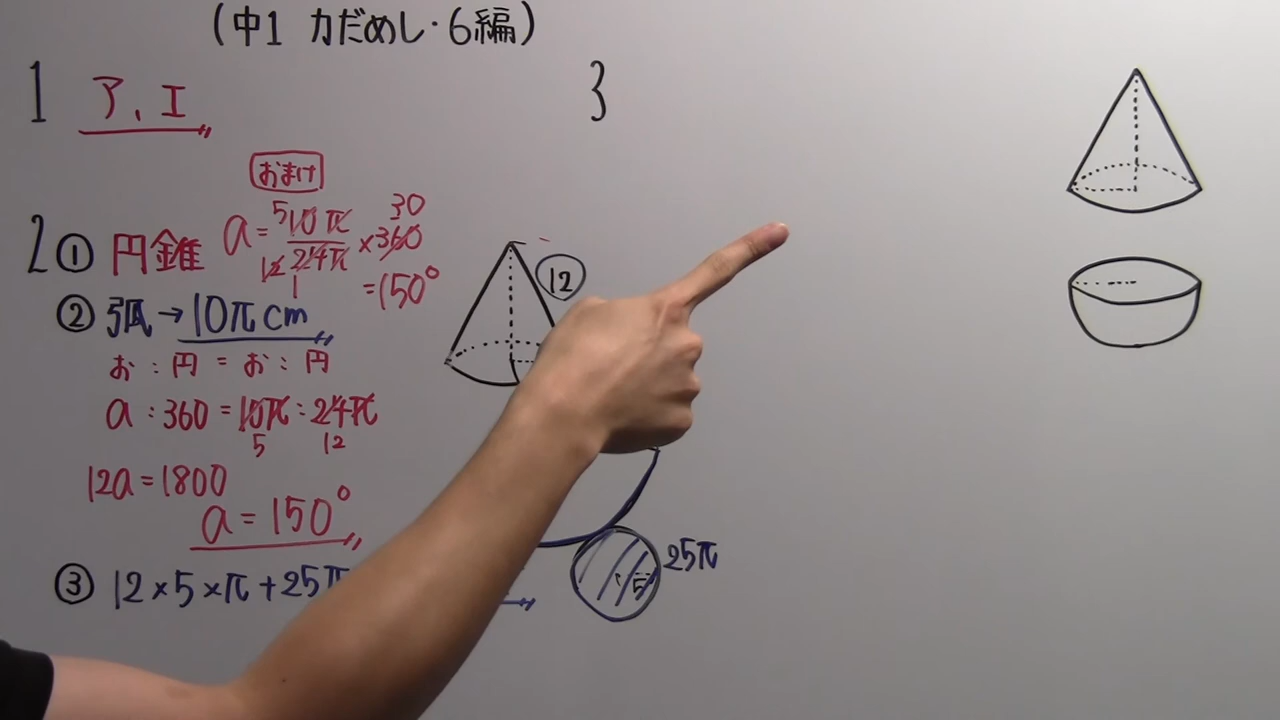 (中1 力だめし・6編)
1 ア、エ
おまけ
2 ① 円錐
a = 10π/24π × 360
5 12 1 30
= 150°
② 弧 → 10π cm
お : 円 = お : 円
a : 360 = 10π : 24π
5 12
12a = 1800
a = 150°
③ 12 × 5 × π + 25π
12
5
25π
3